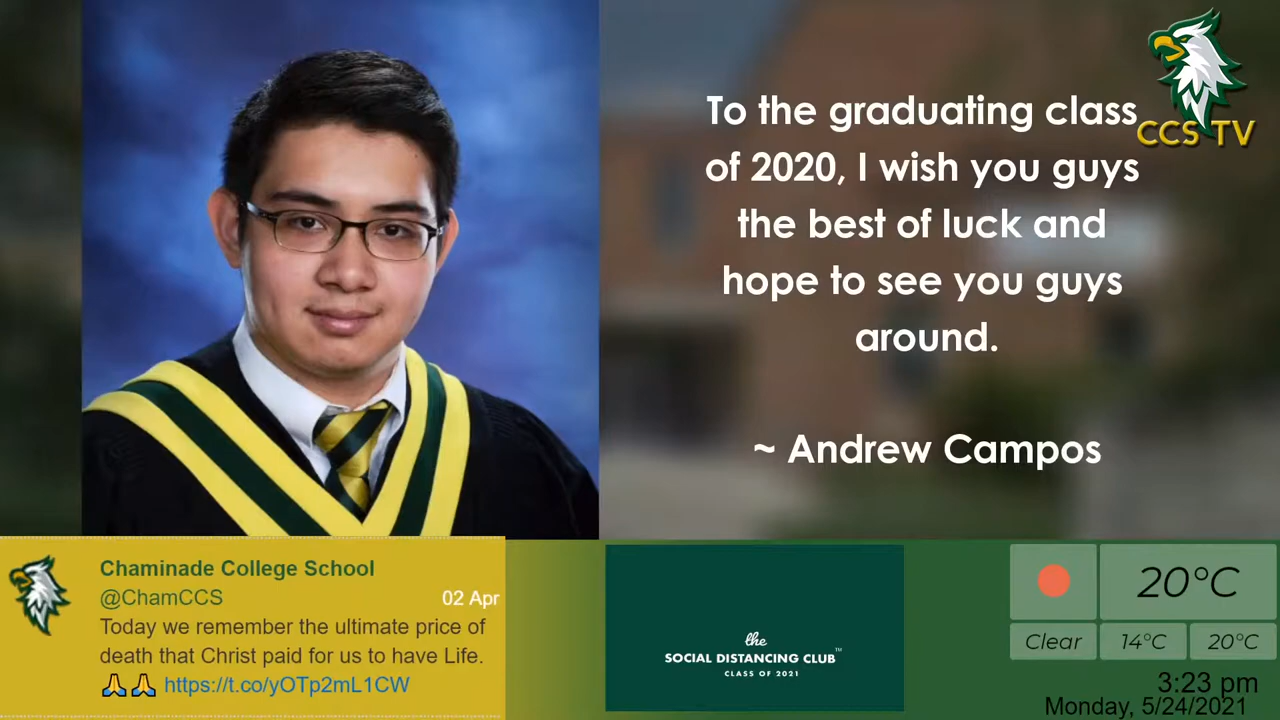 To the graduating class
of 2020, I wish you guys
the best of luck and
hope to see you guys
around.
~ Andrew Campos
CCS TV
Chaminade College School
@ChamCCS
02 Apr
Today we remember the ultimate price of
death that Christ paid for us to have Life.
🙏🙏 https://t.co/yOTp2mL1CW
the
SOCIAL DISTANCING CLUB™
CLASS OF 2021
20°C
Clear
14°C
20°C
3:23 pm
Monday, 5/24/2021